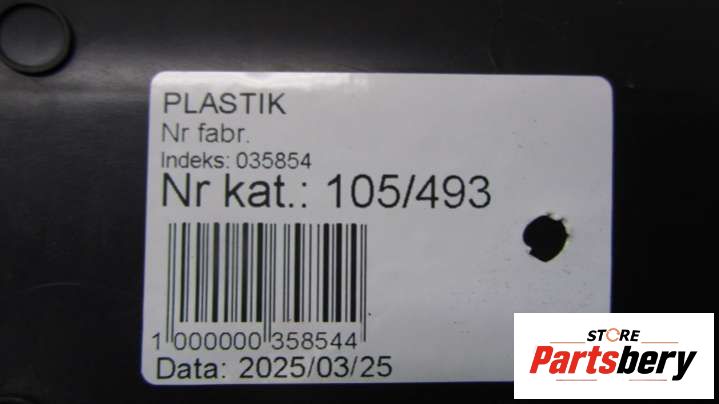 PLASTIK
Nr fabr.
Indeks: 035854
Nr kat.: 105/493
1 000000 358544
Data: 2025/03/25
STORE
Partsbery